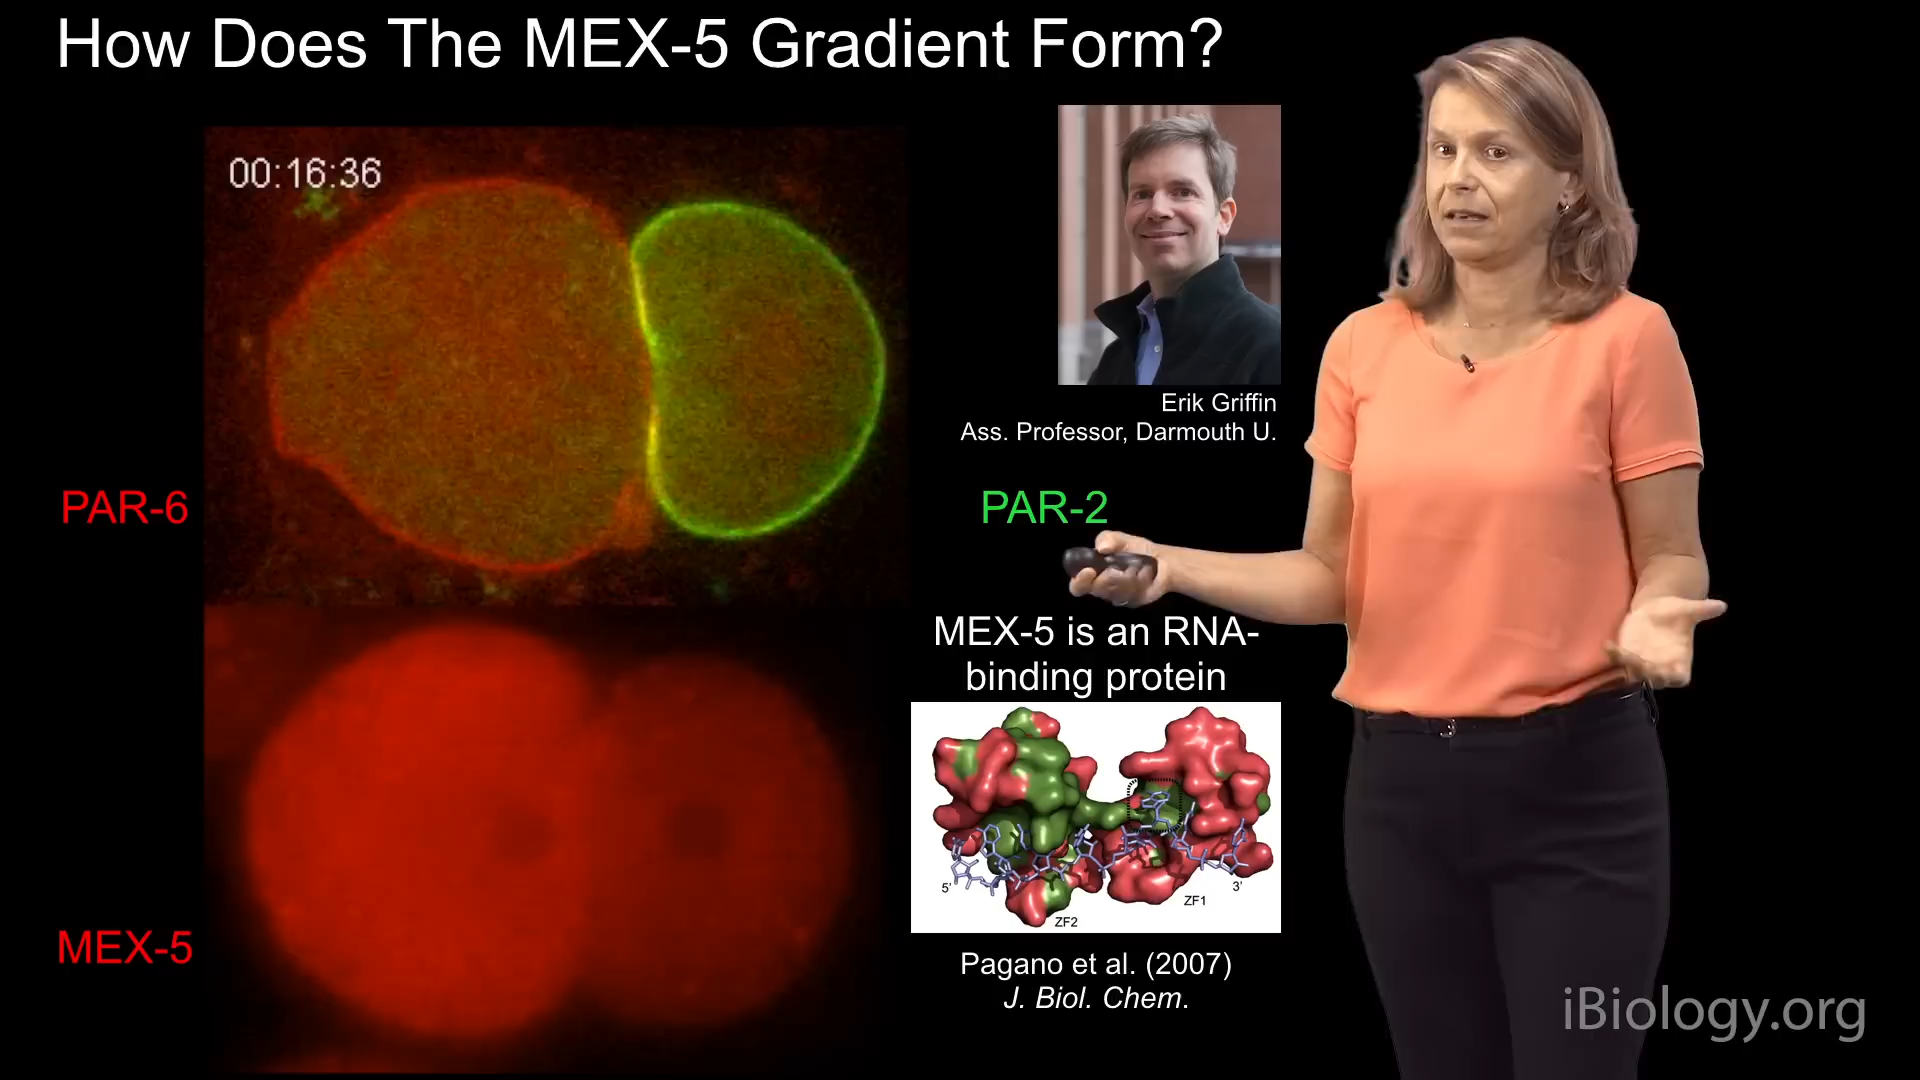 How Does The MEX-5 Gradient Form?
00:16:36
Erik Griffin
Ass. Professor, Darmouth U.
PAR-6
PAR-2
MEX-5 is an RNA-
binding protein
5'
3'
ZF1
ZF2
MEX-5
Pagano et al. (2007)
J. Biol. Chem.
iBiology.org